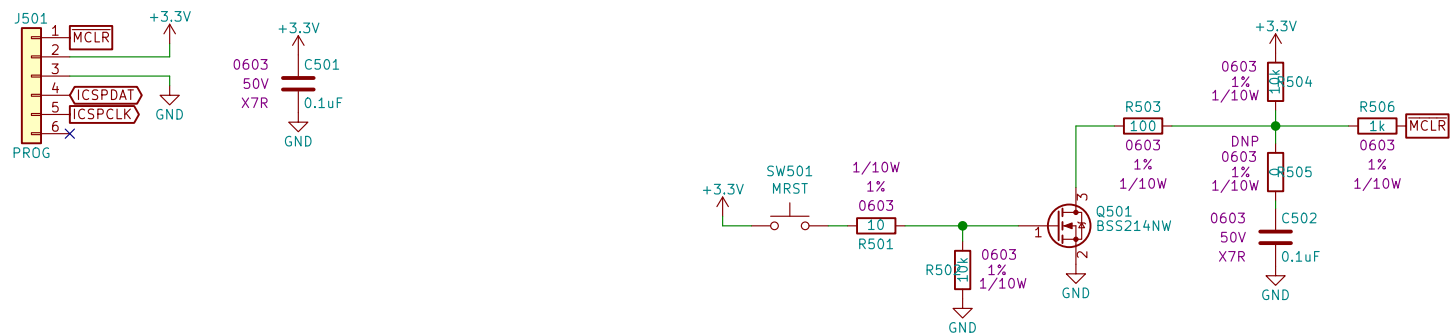 J501
+3.3V
1
MCLR
2
3
4
ICSPDAT
5
ICSPCLK
6
GND
PROG
+3.3V
0603
C501
50V
X7R
0.1uF
GND
+3.3V
SW501
MRST
1/10W
1%
0603
10
R501
10k
0603
1%
1/10W
GND
1
3
2
Q501
BSS214NW
GND
R503
100
0603
1%
1/10W
+3.3V
0603
1%
1/10W
10k
R504
DNP
0603
1%
1/10W
0
R505
0603
C502
50V
X7R
0.1uF
GND
R506
1k
MCLR
0603
1%
1/10W